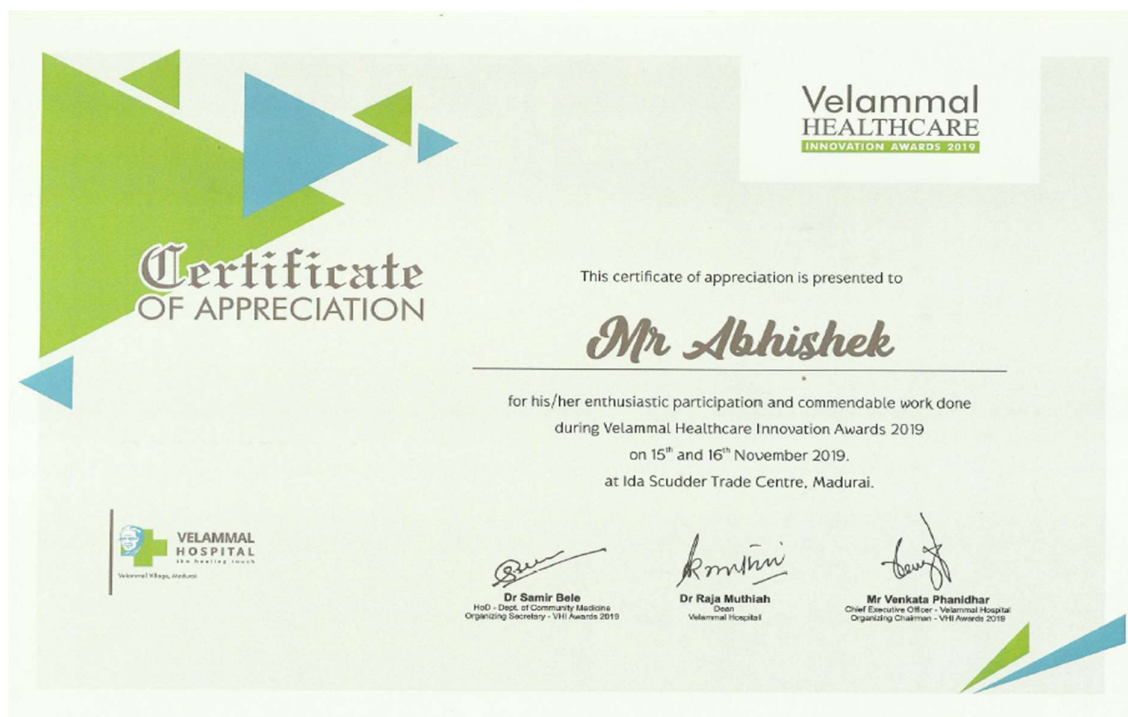 Velammal
HEALTHCARE
INNOVATION AWARDS 2019
Certificate
OF APPRECIATION
This certificate of appreciation is presented to
Mr Abhishek
for his/her enthusiastic participation and commendable work done
during Velammal Healthcare Innovation Awards 2019
on 15th and 16th November 2019.
at Ida Scudder Trade Centre, Madurai.
VELAMMAL
HOSPITAL
the healing touch
Velammal Village, Madurai
Dr Samir Bele
HoD - Dept. of Community Medicine
Organizing Secretary - VHI Awards 2019
Dr Raja Muthiah
Dean
Velammal Hospital
Mr Venkata Phanidhar
Chief Executive Officer - Velammal Hospital
Organizing Chairman - VHI Awards 2019